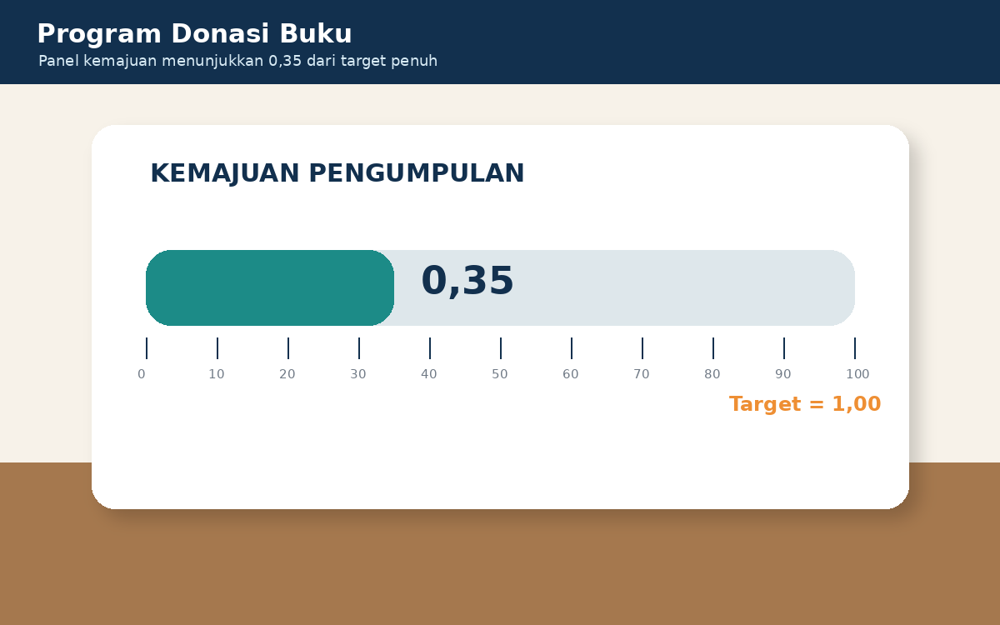 Program Donasi Buku
Panel kemajuan menunjukkan 0,35 dari target penuh
KEMAJUAN PENGUMPULAN
0,35
0 10 20 30 40 50 60 70 80 90 100
Target = 1,00